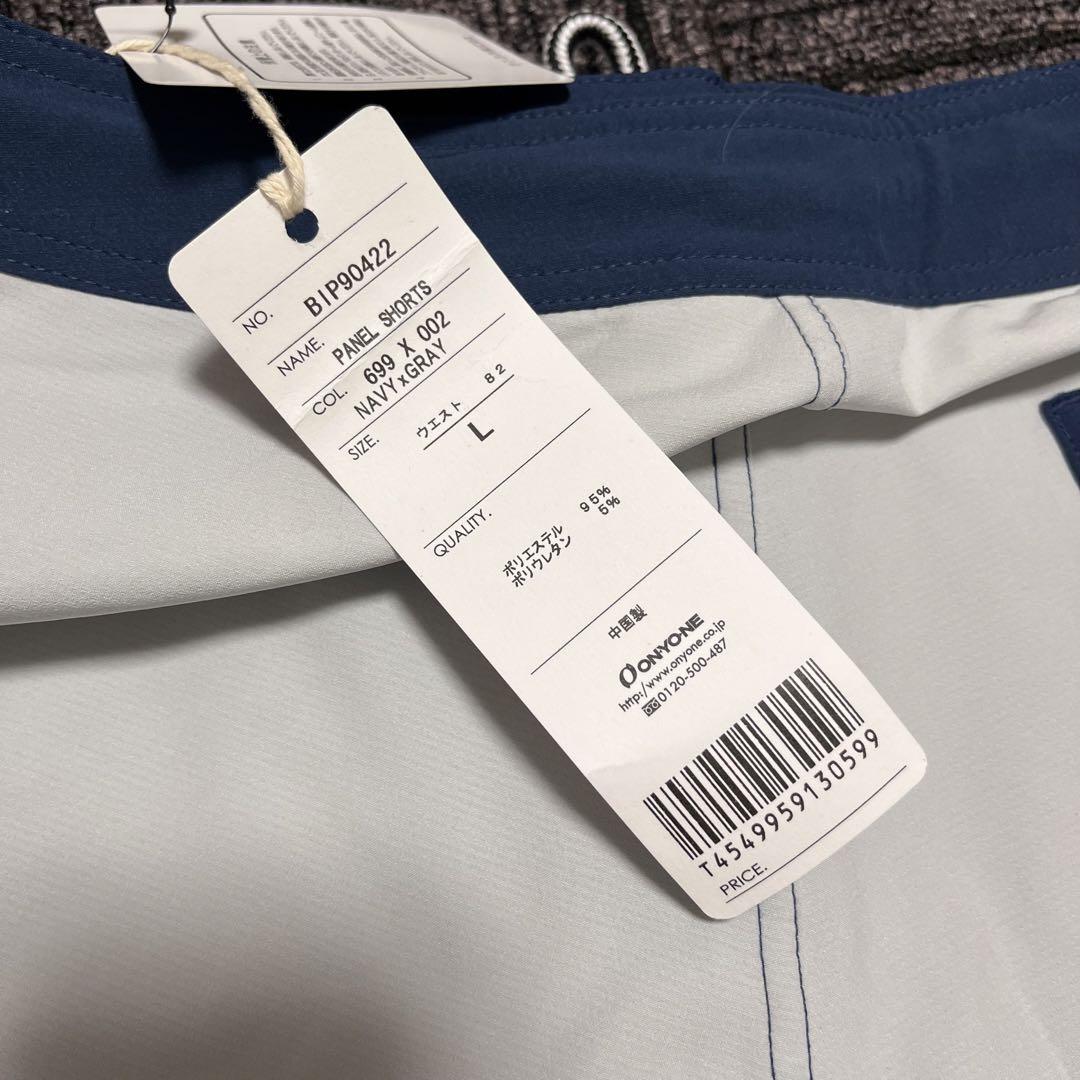 NO. BIP90422
NAME. PANEL SHORTS
COL. 699 X 002
NAVY×GRAY
SIZE. ウエスト 82
L
QUALITY.
ポリエステル 95%
ポリウレタン 5%
中国製
ONYONE
http://www.onyone.co.jp
0120-500-487
T4549959130599
PRICE.